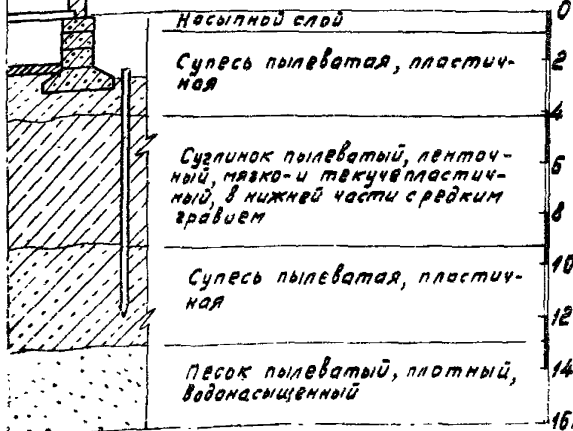 Насыпной слой
0
Супесь пылеватая, пластич-
ная
2
4
Суглинок пылеватый, ленточ-
ный, мягко- и текучепластич-
ный, в нижней части с редким
гравием
6
8
Супесь пылеватая, пластич-
ная
10
12
Песок пылеватый, плотный,
водонасыщенный
14
16